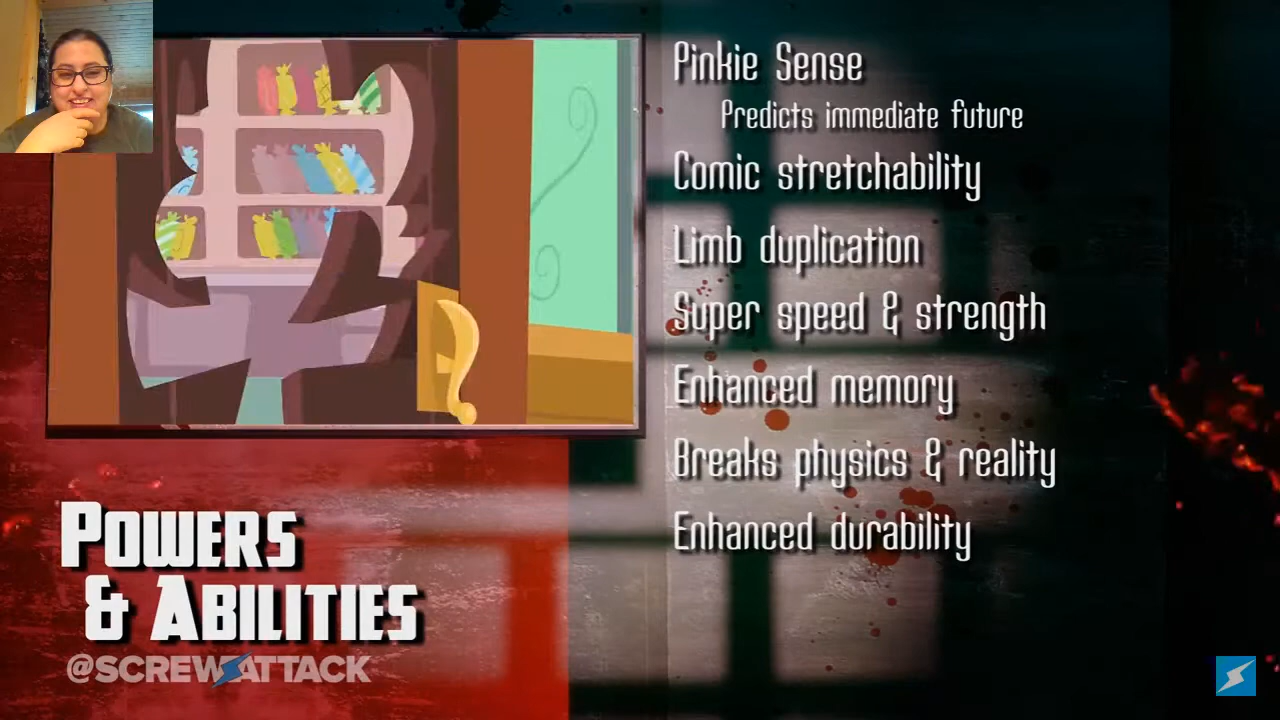 Pinkie Sense
Predicts immediate future
Comic stretchability
Limb duplication
Super speed & strength
Enhanced memory
Breaks physics & reality
Enhanced durability
POWERS
& ABILITIES
@SCREWATTACK